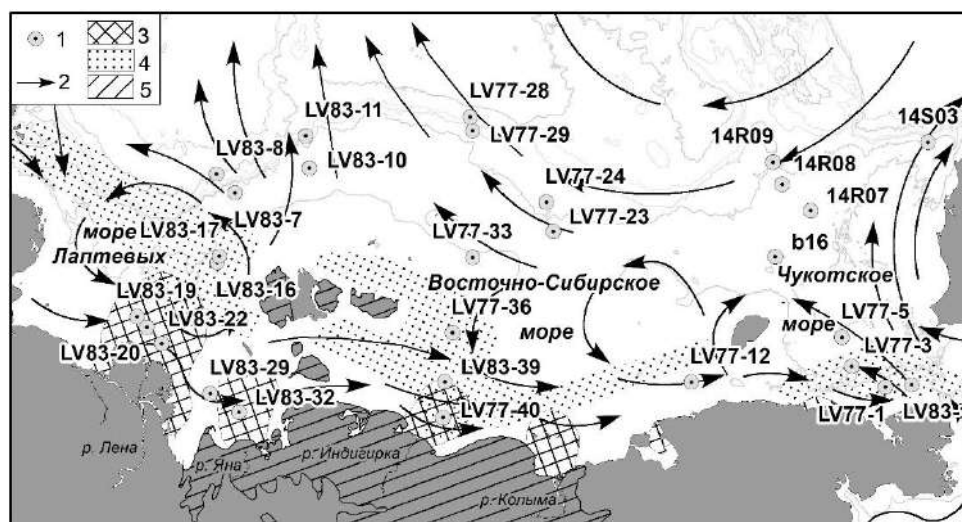 1
2
3
4
5
LV83-11
LV83-8
LV83-10
LV77-28
LV77-29
14S03
14R09
14R08
14R07
LV77-24
LV77-23
LV83-7
LV83-17
LV77-33
море
Лаптевых
b16
LV83-16
Восточно-Сибирское
Чукотское
LV83-19
LV83-22
LV77-36
море
море
LV77-5
LV83-20
LV77-3
LV83-29
LV83-39
LV77-12
LV83-32
LV77-40
LV77-1
р. Лена
р. Яна
р. Индигирка
р. Колыма